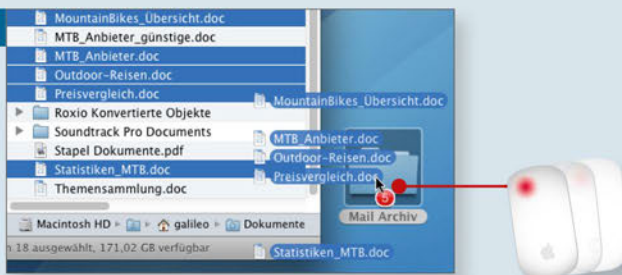 MountainBikes_Übersicht.doc
MTB_Anbieter_günstige.doc
MTB_Anbieter.doc
Outdoor-Reisen.doc
Preisvergleich.doc
Roxio Konvertierte Objekte
Soundtrack Pro Documents
Stapel Dokumente.pdf
Statistiken_MTB.doc
Themensammlung.doc
Macintosh HD ▸ galileo ▸ Dokumente
18 ausgewählt, 171,02 GB verfügbar
MountainBikes_Übersicht.doc
MTB_Anbieter.doc
Outdoor-Reisen.doc
Preisvergleich.doc
5
Mail Archiv
Statistiken_MTB.doc